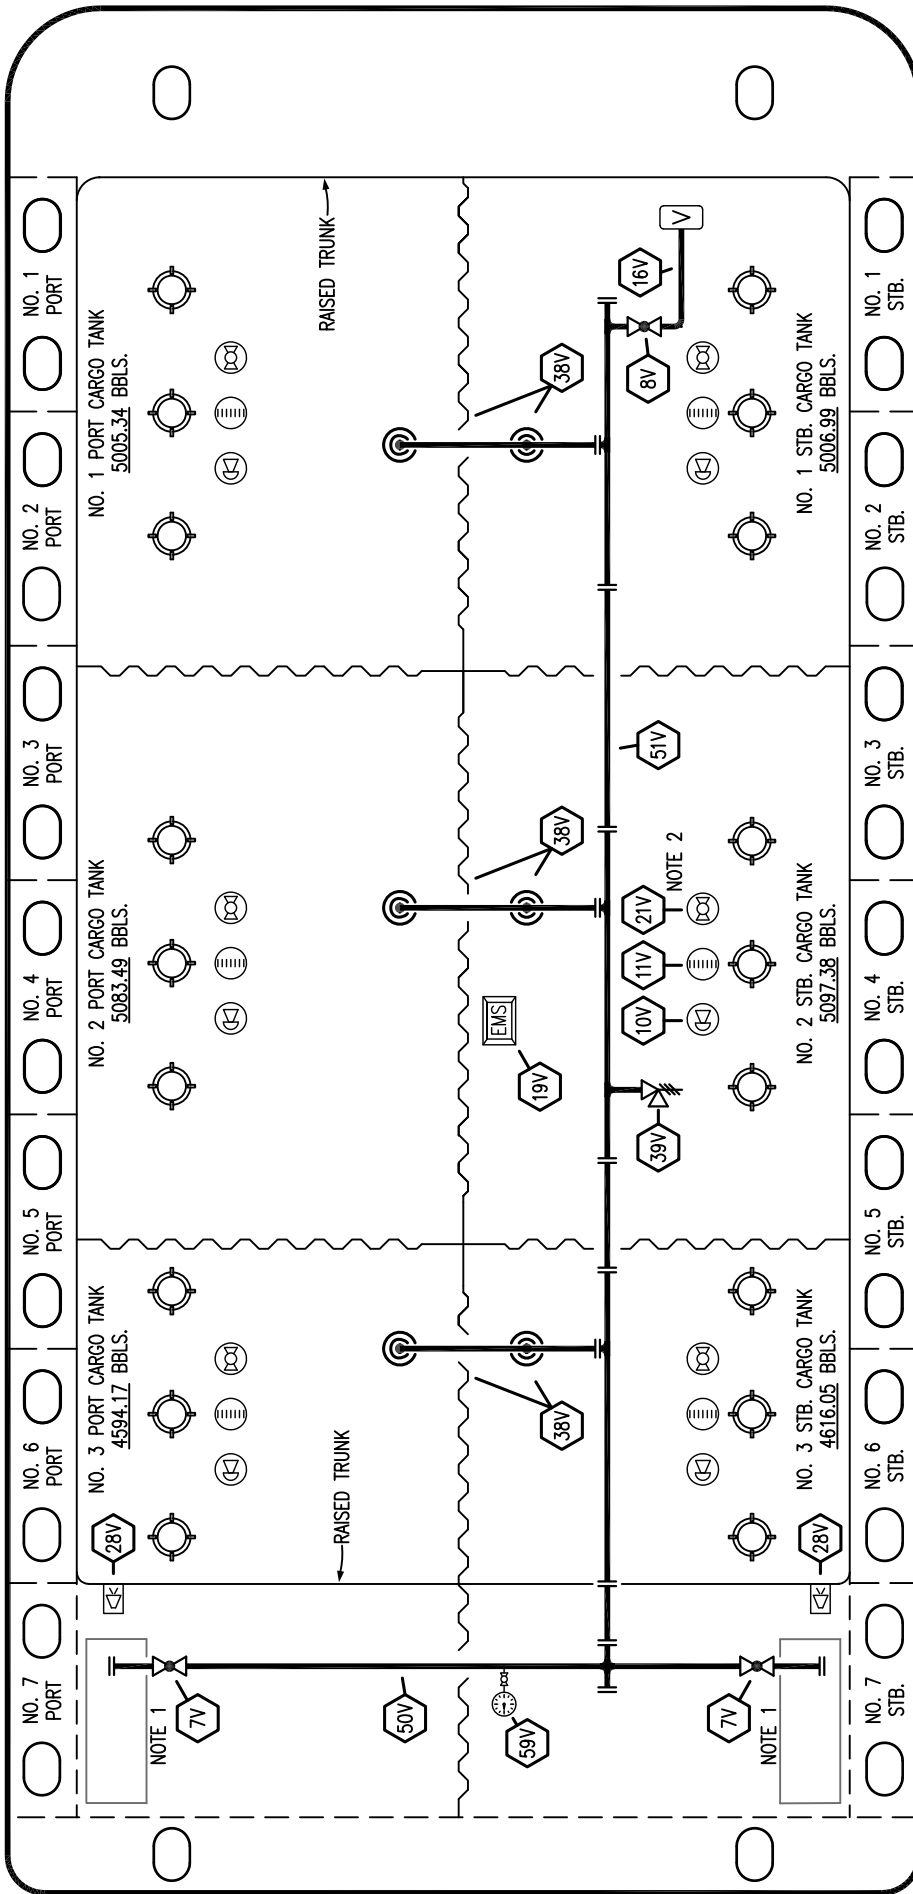 NO. 1
PORT
NO. 2
PORT
NO. 3
PORT
NO. 4
PORT
NO. 5
PORT
NO. 6
PORT
NO. 7
PORT
NO. 1 PORT CARGO TANK
5005.34 BBLS.
NO. 2 PORT CARGO TANK
5083.49 BBLS.
NO. 3 PORT CARGO TANK
4594.17 BBLS.
RAISED TRUNK
RAISED TRUNK
28V
NOTE 1
7V
50V
59V
38V
38V
38V
EMS
19V
16V
V
8V
51V
21V
NOTE 2
11V
10V
39V
7V
NOTE 1
28V
NO. 1 STB. CARGO TANK
5006.99 BBLS.
NO. 2 STB. CARGO TANK
5097.38 BBLS.
NO. 3 STB. CARGO TANK
4616.05 BBLS.
NO. 1
STB.
NO. 2
STB.
NO. 3
STB.
NO. 4
STB.
NO. 5
STB.
NO. 6
STB.
NO. 7
STB.